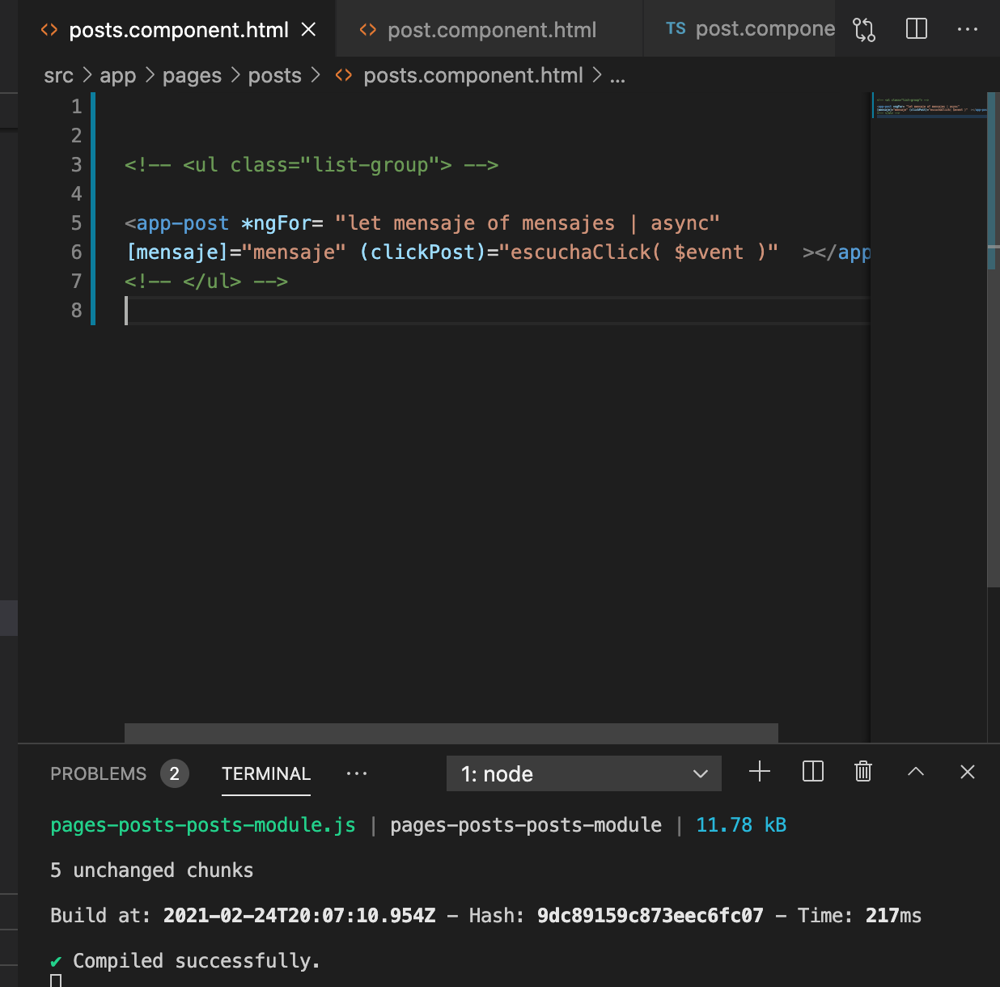 posts.component.html
post.component.html
TS post.compone
src > app > pages > posts > posts.component.html > ...
1
2
3 <!-- <ul class="list-group"> -->
4
5 <app-post *ngFor= "let mensaje of mensajes | async"
6 [mensaje]="mensaje" (clickPost)="escuchaClick( $event )"  ></app
7 <!-- </ul> -->
8
PROBLEMS 2 TERMINAL ... 1: node
pages-posts-posts-module.js | pages-posts-posts-module | 11.78 kB
5 unchanged chunks
Build at: 2021-02-24T20:07:10.954Z - Hash: 9dc89159c873eec6fc07 - Time: 217ms
✔ Compiled successfully.